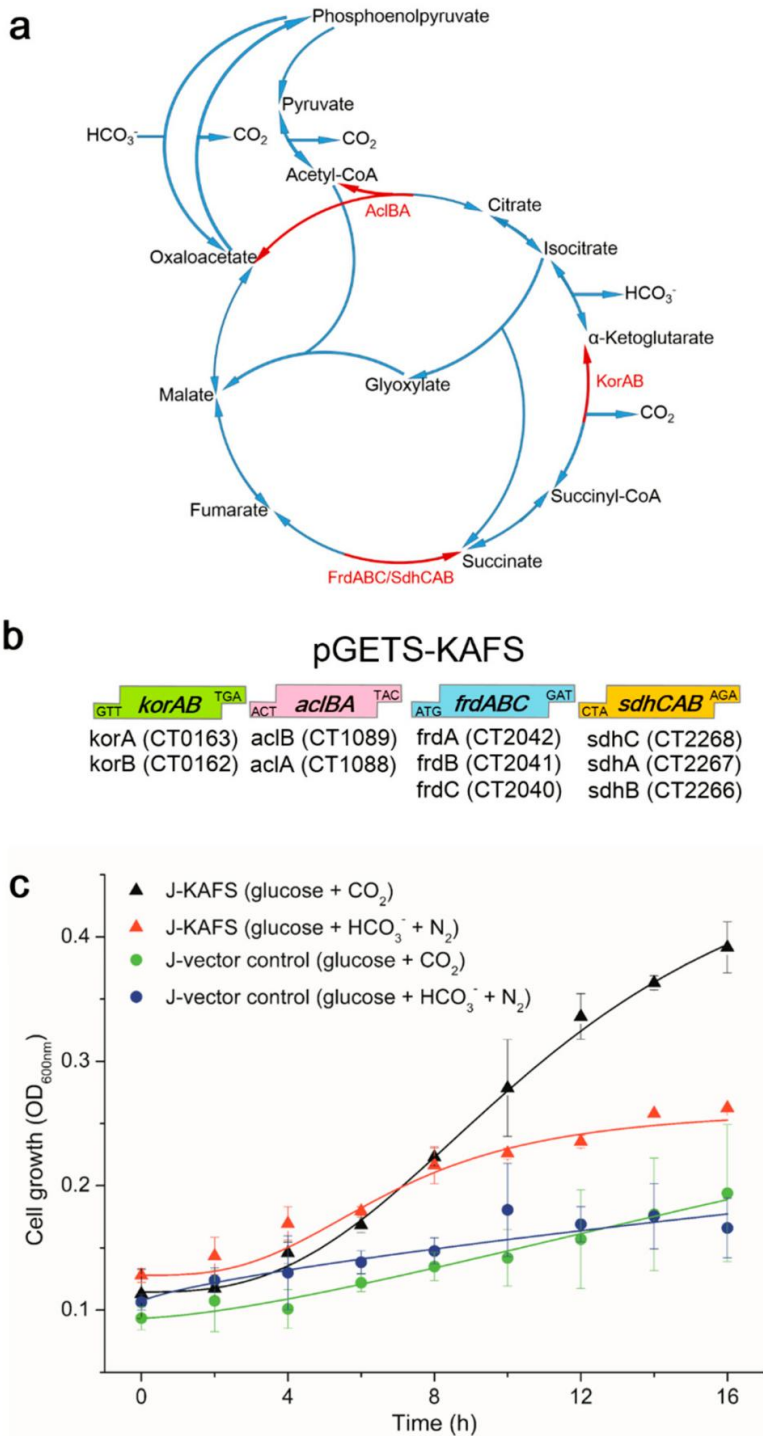 a
Phosphoenolpyruvate
Pyruvate
HCO₃⁻
CO₂
CO₂
Acetyl-CoA
AclBA
Citrate
Oxaloacetate
Isocitrate
HCO₃⁻
α-Ketoglutarate
KorAB
Glyoxylate
Malate
CO₂
Succinyl-CoA
Fumarate
Succinate
FrdABC/SdhCAB
b
pGETS-KAFS
GTT korAB TGA
ACT aclBA TAC
ATG frdABC GAT
CTA sdhCAB AGA
korA (CT0163)
korB (CT0162)
aclB (CT1089)
aclA (CT1088)
frdA (CT2042)
frdB (CT2041)
frdC (CT2040)
sdhC (CT2268)
sdhA (CT2267)
sdhB (CT2266)
c
J-KAFS (glucose + CO₂)
J-KAFS (glucose + HCO₃⁻ + N₂)
J-vector control (glucose + CO₂)
J-vector control (glucose + HCO₃⁻ + N₂)
Cell growth (OD₆₀₀ₙₘ)
0.4
0.3
0.2
0.1
0 4 8 12 16
Time (h)